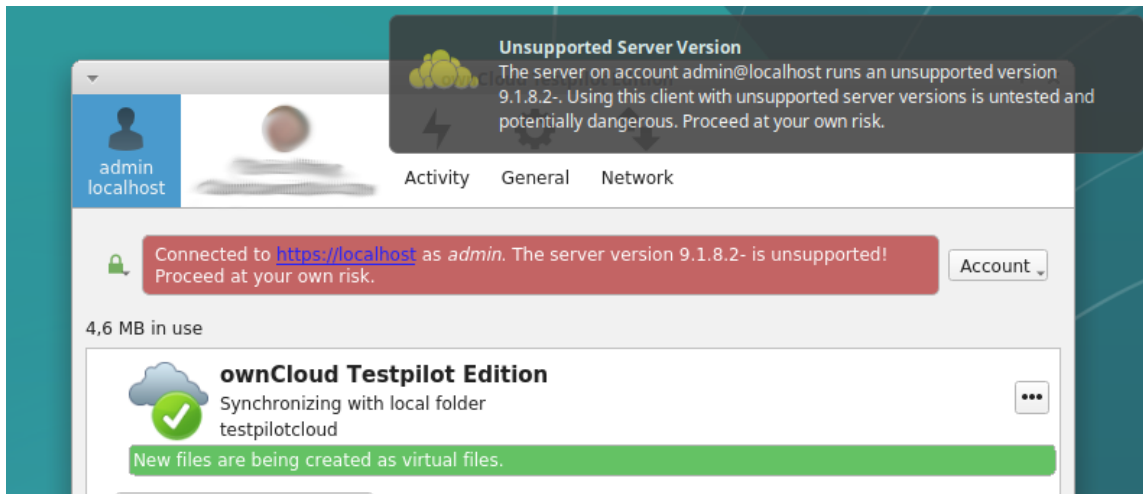 Unsupported Server Version
The server on account admin@localhost runs an unsupported version
9.1.8.2-. Using this client with unsupported server versions is untested and
potentially dangerous. Proceed at your own risk.
admin
localhost
Activity
General
Network
Connected to https://localhost as admin. The server version 9.1.8.2- is unsupported!
Proceed at your own risk.
Account
4,6 MB in use
ownCloud Testpilot Edition
Synchronizing with local folder
testpilotcloud
New files are being created as virtual files.